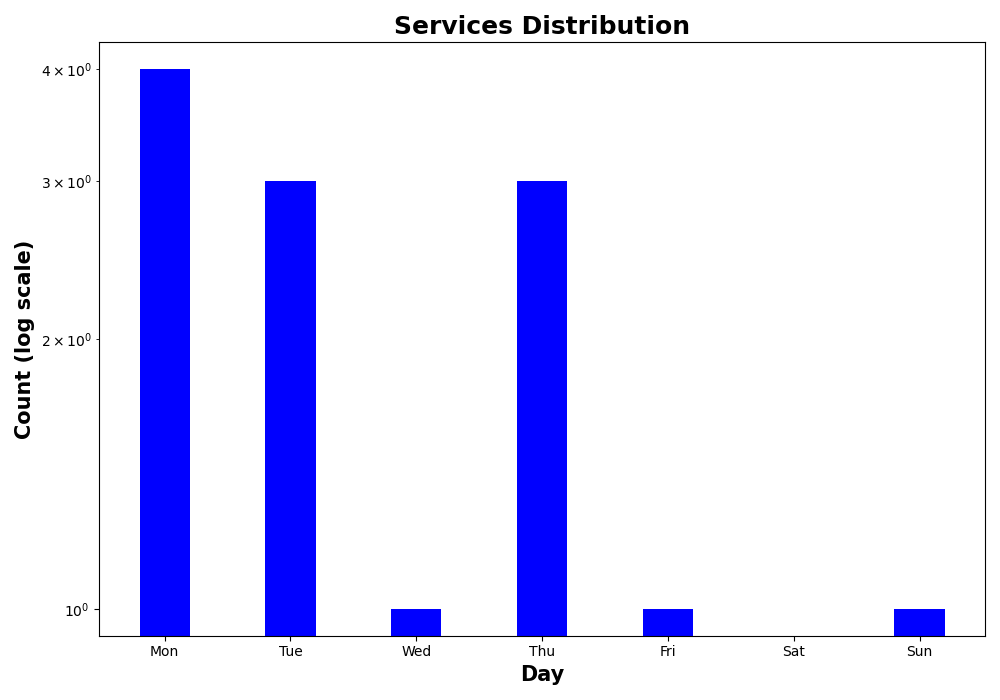 Services Distribution
4 × 10⁰
3 × 10⁰
2 × 10⁰
10⁰
Count (log scale)
Mon Tue Wed Thu Fri Sat Sun
Day